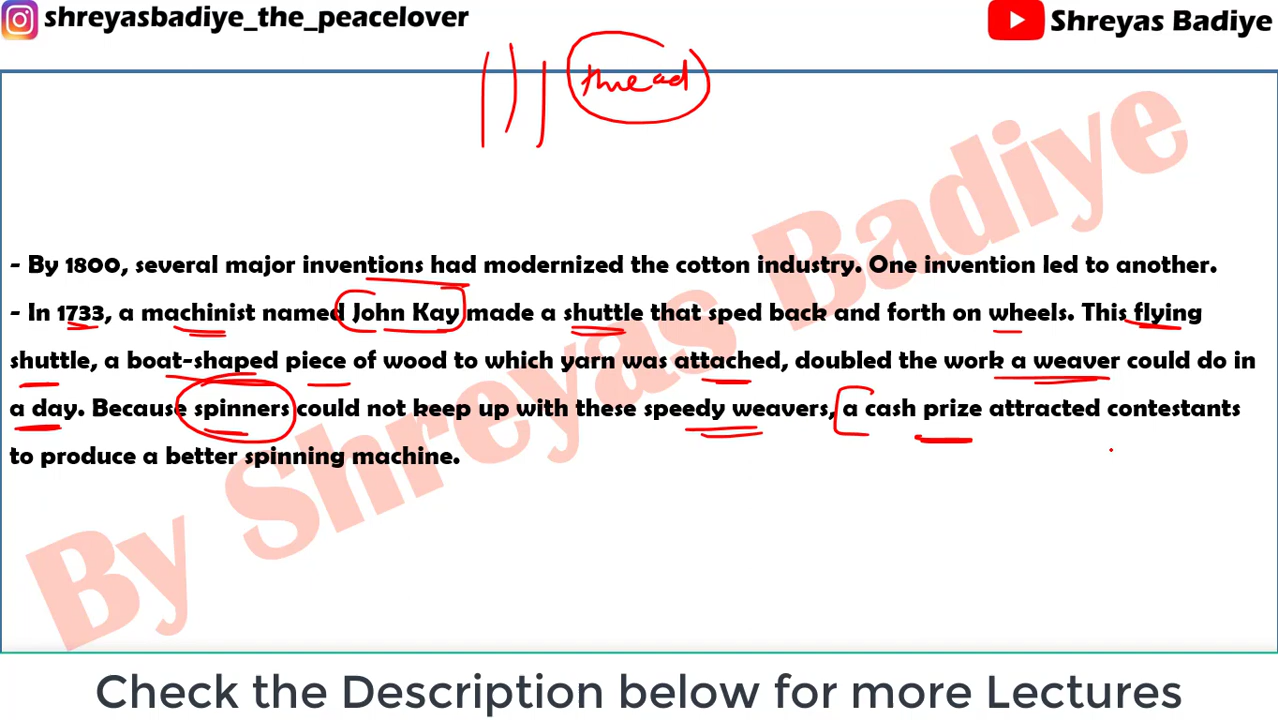 shreyasbadiye_the_peacelover
Shreyas Badiye
thread
- By 1800, several major inventions had modernized the cotton industry. One invention led to another.
- In 1733, a machinist named John Kay made a shuttle that sped back and forth on wheels. This flying
shuttle, a boat-shaped piece of wood to which yarn was attached, doubled the work a weaver could do in
a day. Because spinners could not keep up with these speedy weavers, a cash prize attracted contestants
to produce a better spinning machine.
By Shreyas Badiye
Check the Description below for more Lectures